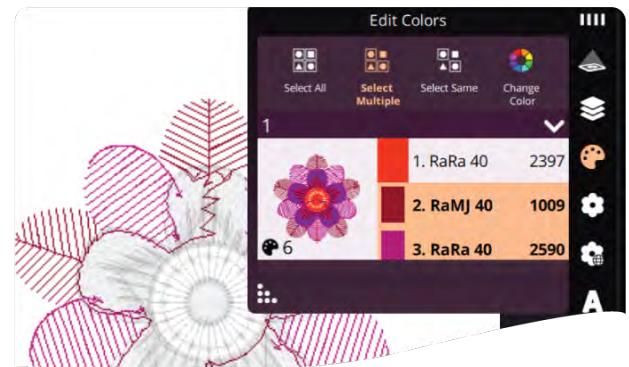 Edit Colors
Select All
Select Multiple
Select Same
Change Color
1
1. RaRa 40 2397
2. RaMJ 40 1009
3. RaRa 40 2590
6
A